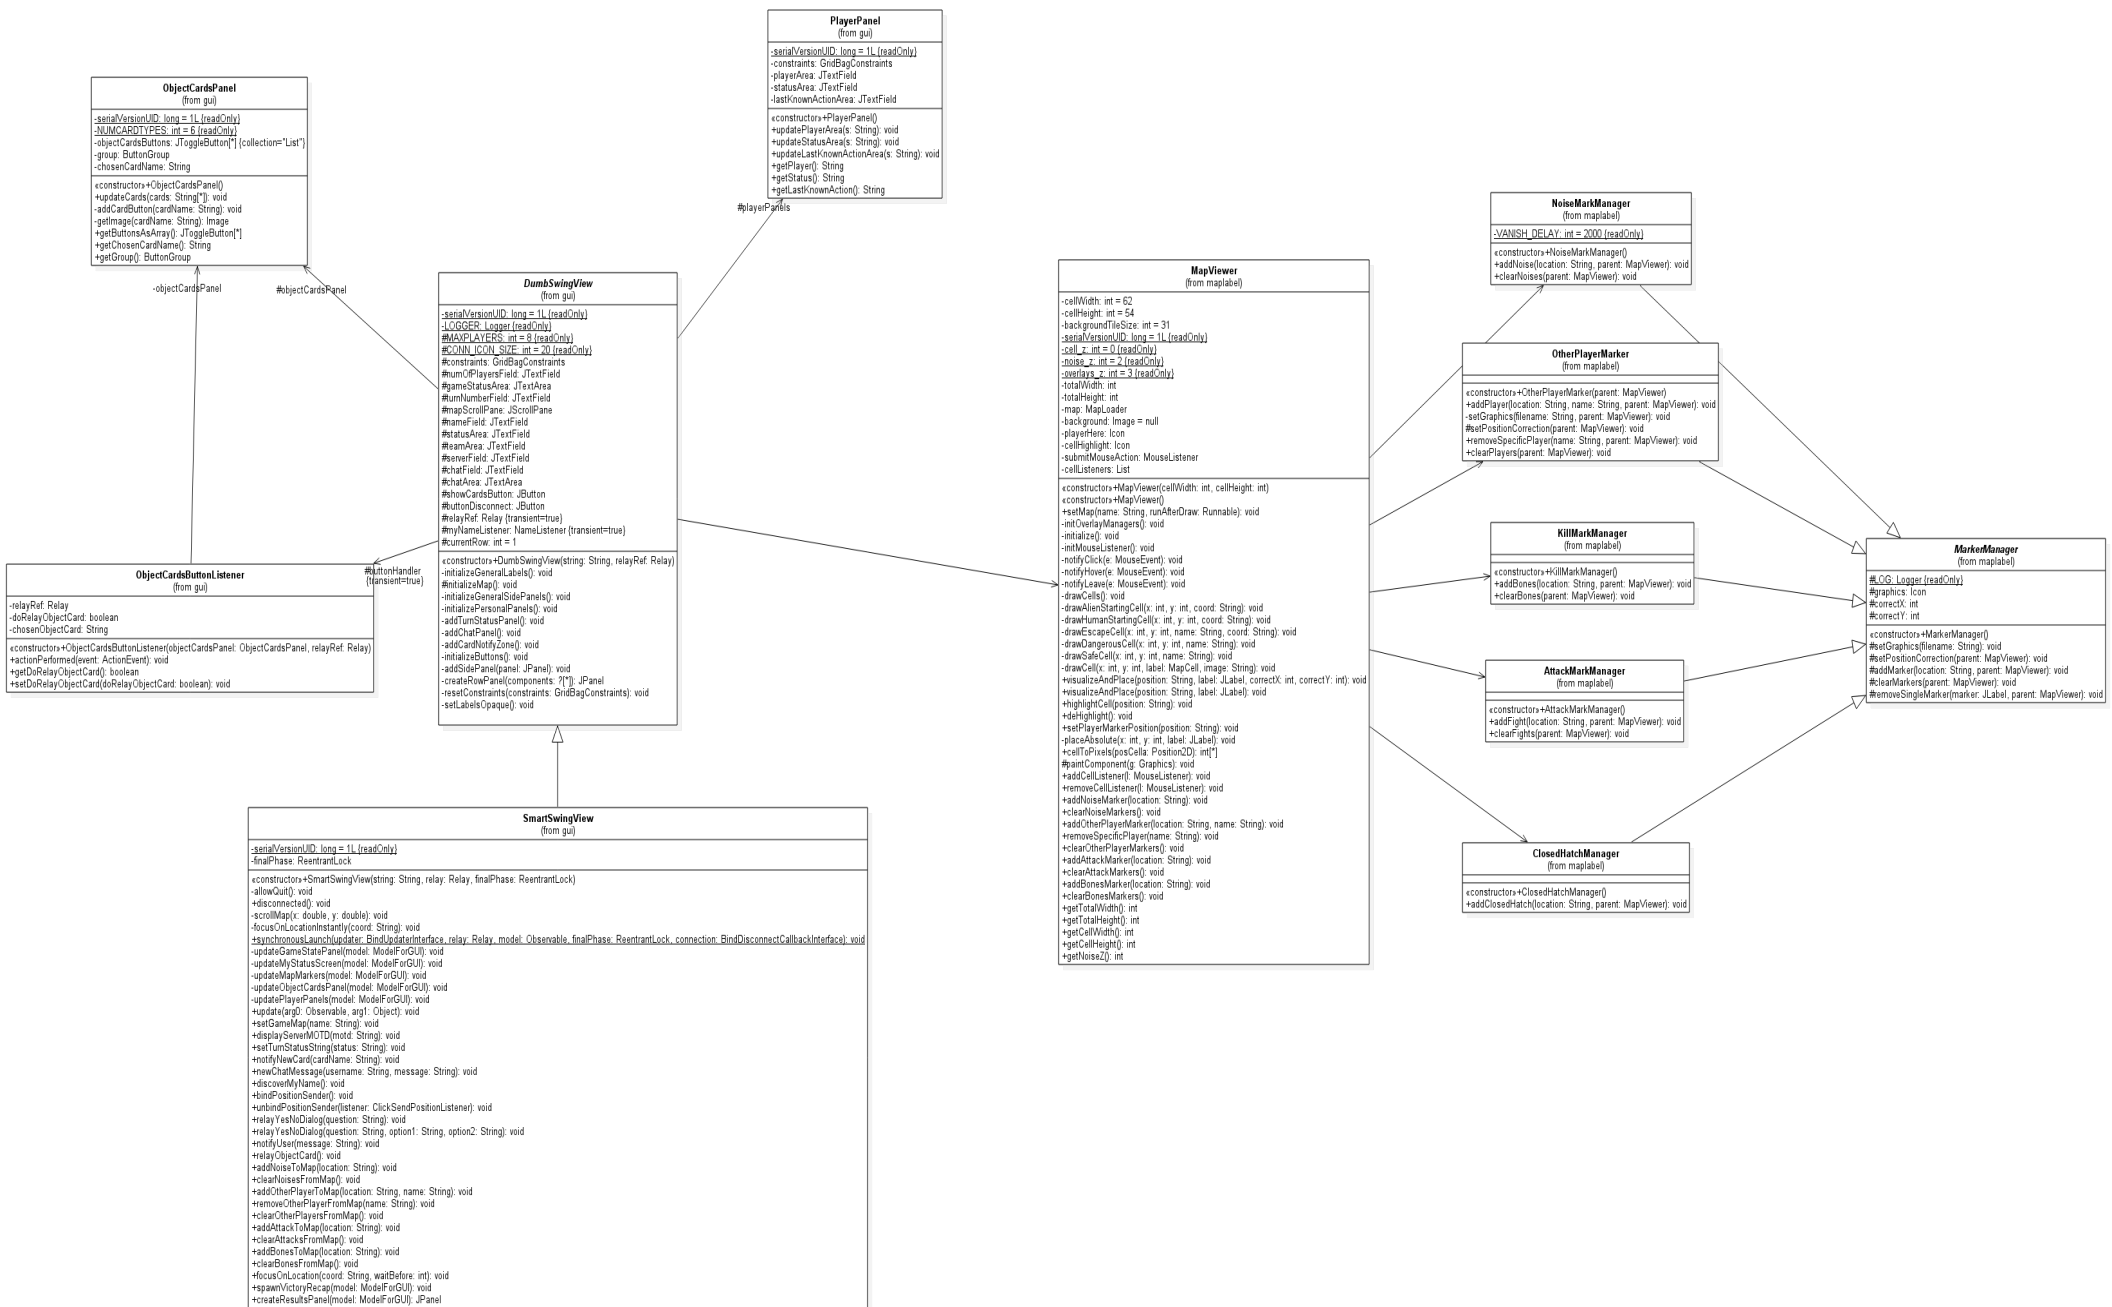 PlayerPanel
(from gui)
-serialVersionUID: long = 1L {readOnly}
-constraints: GridBagConstraints
-playerArea: JTextField
-statusArea: JTextField
-lastKnownActionArea: JTextField
«constructor»+PlayerPanel()
+updatePlayerArea(s: String): void
+updateStatusArea(s: String): void
+updateLastKnownActionArea(s: String): void
+getPlayer(): String
+getStatus(): String
+getLastKnownAction(): String
#playerPanels
ObjectCardsPanel
(from gui)
-serialVersionUID: long = 1L {readOnly}
-NUMCARDTYPES: int = 6 {readOnly}
-objectCardsButtons: JToggleButton[*] {collection="List"}
-group: ButtonGroup
-chosenCardName: String
«constructor»+ObjectCardsPanel()
+updateCards(cards: String[*]): void
-addCardButton(cardName: String): void
-getImage(cardName: String): Image
+getButtonsAsArray(): JToggleButton[*]
+getChosenCardName(): String
+getGroup(): ButtonGroup
-objectCardsPanel
#objectCardsPanel
DumbSwingView
(from gui)
-serialVersionUID: long = 1L {readOnly}
-LOGGER: Logger {readOnly}
#MAXPLAYERS: int = 8 {readOnly}
#CONN_ICON_SIZE: int = 20 {readOnly}
#constraints: GridBagConstraints
#numOfPlayersField: JTextField
#gameStatusArea: JTextArea
#turnNumberField: JTextField
#mapScrollPane: JScrollPane
#nameField: JTextField
#statusArea: JTextField
#teamArea: JTextField
#serverField: JTextField
#chatField: JTextField
#chatArea: JTextArea
#showCardsButton: JButton
#buttonDisconnect: JButton
#relayRef: Relay {transient=true}
#myNameListener: NameListener {transient=true}
#currentRow: int = 1
«constructor»+DumbSwingView(string: String, relayRef: Relay)
-initializeGeneralLabels(): void
#initializeMap(): void
-initializeGeneralSidePanels(): void
-initializePersonalPanels(): void
-addTurnStatusPanel(): void
-addChatPanel(): void
-addCardNotifyZone(): void
-initializeButtons(): void
-addSidePanel(panel: JPanel): void
-createRowPanel(components: ?[*]): JPanel
-resetConstraints(constraints: GridBagConstraints): void
-setLabelsOpaque(): void
#buttonHandler
{transient=true}
ObjectCardsButtonListener
(from gui)
-relayRef: Relay
-doRelayObjectCard: boolean
-chosenObjectCard: String
«constructor»+ObjectCardsButtonListener(objectCardsPanel: ObjectCardsPanel, relayRef: Relay)
+actionPerformed(event: ActionEvent): void
+getDoRelayObjectCard(): boolean
+setDoRelayObjectCard(doRelayObjectCard: boolean): void
SmartSwingView
(from gui)
-serialVersionUID: long = 1L {readOnly}
-finalPhase: ReentrantLock
«constructor»+SmartSwingView(string: String, relay: Relay, finalPhase: ReentrantLock)
-allowQuit(): void
+disconnected(): void
-scrollMap(x: double, y: double): void
-focusOnLocationInstantly(coord: String): void
+synchronousLaunch(updater: BindUpdaterInterface, relay: Relay, model: Observable, finalPhase: ReentrantLock, connection: BindDisconnectCallbackInterface): void
-updateGameStatePanel(model: ModelForGUI): void
-updateMyStatusScreen(model: ModelForGUI): void
-updateMapMarkers(model: ModelForGUI): void
-updateObjectCardsPanel(model: ModelForGUI): void
-updatePlayerPanels(model: ModelForGUI): void
+update(arg0: Observable, arg1: Object): void
+setGameMap(name: String): void
+displayServerMOTD(motd: String): void
+setTurnStatusString(status: String): void
+notifyNewCard(cardName: String): void
+newChatMessage(username: String, message: String): void
+discoverMyName(): void
+bindPositionSender(): void
+unbindPositionSender(listener: ClickSendPositionListener): void
+relayYesNoDialog(question: String): void
+relayYesNoDialog(question: String, option1: String, option2: String): void
+notifyUser(message: String): void
+relayObjectCard(): void
+addNoiseToMap(location: String): void
+clearNoisesFromMap(): void
+addOtherPlayerToMap(location: String, name: String): void
+removeOtherPlayerFromMap(name: String): void
+clearOtherPlayersFromMap(): void
+addAttackToMap(location: String): void
+clearAttacksFromMap(): void
+addBonesToMap(location: String): void
+clearBonesFromMap(): void
+focusOnLocation(coord: String, waitBefore: int): void
+spawnVictoryRecap(model: ModelForGUI): void
+createResultsPanel(model: ModelForGUI): JPanel
MapViewer
(from maplabel)
-cellWidth: int = 62
-cellHeight: int = 54
-backgroundTileSize: int = 31
-serialVersionUID: long = 1L {readOnly}
-cell_z: int = 0 {readOnly}
-noise_z: int = 2 {readOnly}
-overlays_z: int = 3 {readOnly}
-totalWidth: int
-totalHeight: int
-map: MapLoader
-background: Image = null
-playerHere: Icon
-cellHighlight: Icon
-submitMouseAction: MouseListener
-cellListeners: List
«constructor»+MapViewer(cellWidth: int, cellHeight: int)
«constructor»+MapViewer()
+setMap(name: String, runAfterDraw: Runnable): void
-initOverlayManagers(): void
-initialize(): void
-initMouseListener(): void
-notifyClick(e: MouseEvent): void
-notifyHover(e: MouseEvent): void
-notifyLeave(e: MouseEvent): void
-drawCells(): void
-drawAlienStartingCell(x: int, y: int, coord: String): void
-drawHumanStartingCell(x: int, y: int, coord: String): void
-drawEscapeCell(x: int, y: int, name: String, coord: String): void
-drawDangerousCell(x: int, y: int, name: String): void
-drawSafeCell(x: int, y: int, name: String): void
-drawCell(x: int, y: int, label: MapCell, image: String): void
+visualizeAndPlace(position: String, label: JLabel, correctX: int, correctY: int): void
+visualizeAndPlace(position: String, label: JLabel): void
+highlightCell(position: String): void
+deHighlight(): void
+setPlayerMarkerPosition(position: String): void
-placeAbsolute(x: int, y: int, label: JLabel): void
+cellToPixels(posCella: Position2D): int[*]
#paintComponent(g: Graphics): void
+addCellListener(l: MouseListener): void
+removeCellListener(l: MouseListener): void
+addNoiseMarker(location: String): void
+clearNoiseMarkers(): void
+addOtherPlayerMarker(location: String, name: String): void
+removeSpecificPlayer(name: String): void
+clearOtherPlayerMarkers(): void
+addAttackMarker(location: String): void
+clearAttackMarkers(): void
+addBonesMarker(location: String): void
+clearBonesMarkers(): void
+getTotalWidth(): int
+getTotalHeight(): int
+getCellWidth(): int
+getCellHeight(): int
+getNoiseZ(): int
NoiseMarkManager
(from maplabel)
-VANISH_DELAY: int = 2000 {readOnly}
«constructor»+NoiseMarkManager()
+addNoise(location: String, parent: MapViewer): void
+clearNoises(parent: MapViewer): void
OtherPlayerMarker
(from maplabel)
«constructor»+OtherPlayerMarker(parent: MapViewer)
+addPlayer(location: String, name: String, parent: MapViewer): void
-setGraphics(filename: String, parent: MapViewer): void
#setPositionCorrection(parent: MapViewer): void
+removeSpecificPlayer(name: String, parent: MapViewer): void
+clearPlayers(parent: MapViewer): void
KillMarkManager
(from maplabel)
«constructor»+KillMarkManager()
+addBones(location: String, parent: MapViewer): void
+clearBones(parent: MapViewer): void
AttackMarkManager
(from maplabel)
«constructor»+AttackMarkManager()
+addFight(location: String, parent: MapViewer): void
+clearFights(parent: MapViewer): void
ClosedHatchManager
(from maplabel)
«constructor»+ClosedHatchManager()
+addClosedHatch(location: String, parent: MapViewer): void
MarkerManager
(from maplabel)
#LOG: Logger {readOnly}
#graphics: Icon
#correctX: int
#correctY: int
«constructor»+MarkerManager()
#setGraphics(filename: String): void
#setPositionCorrection(parent: MapViewer): void
#addMarker(location: String, parent: MapViewer): void
#clearMarkers(parent: MapViewer): void
#removeSingleMarker(marker: JLabel, parent: MapViewer): void